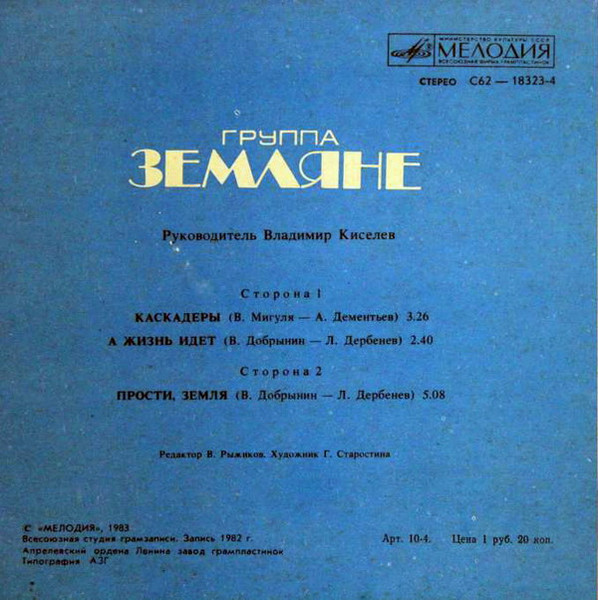 МИНИСТЕРСТВО КУЛЬТУРЫ СССР
МЕЛОДИЯ
ВСЕСОЮЗНАЯ ФИРМА ГРАМПЛАСТИНОК
СТЕРЕО С62 — 18323-4
ГРУППА
ЗЕМЛЯНЕ
Руководитель Владимир Киселев
Сторона 1
КАСКАДЕРЫ (В. Мигуля — А. Дементьев) 3.26
А ЖИЗНЬ ИДЕТ (В. Добрынин — Л. Дербенев) 2.40
Сторона 2
ПРОСТИ, ЗЕМЛЯ (В. Добрынин — Л. Дербенев) 5.08
Редактор В. Рыжиков. Художник Г. Старостина
© «МЕЛОДИЯ», 1983
Всесоюзная студия грамзаписи. Запись 1982 г.
Апрелевский ордена Ленина завод грампластинок
Типография АЗГ
Арт. 10-4. Цена 1 руб. 20 коп.